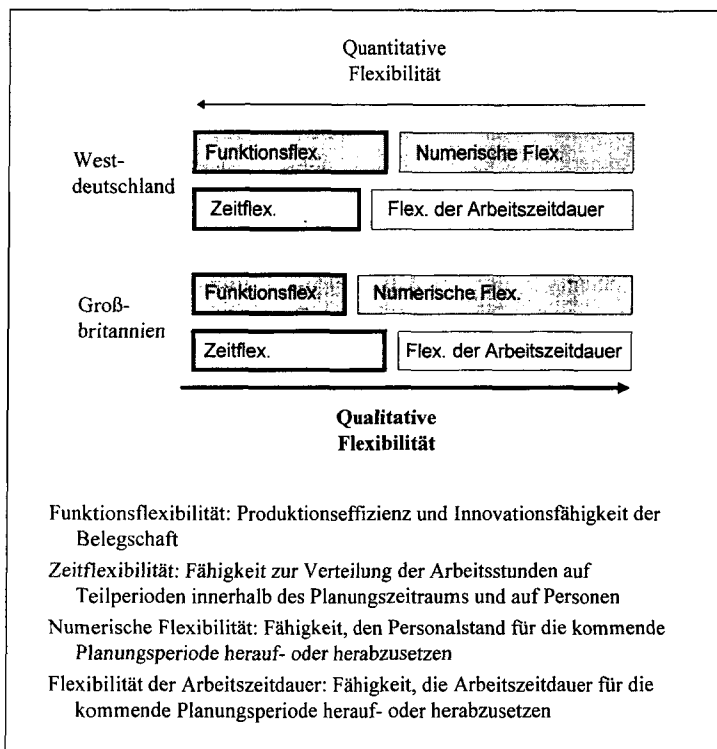 Quantitative
Flexibilität
West-
deutschland
Funktionsflex. Numerische Flex.
Zeitflex. Flex. der Arbeitszeitdauer
Groß-
britannien
Funktionsflex. Numerische Flex.
Zeitflex. Flex. der Arbeitszeitdauer
Qualitative
Flexibilität
Funktionsflexibilität: Produktionseffizienz und Innovationsfähigkeit der
Belegschaft
Zeitflexibilität: Fähigkeit zur Verteilung der Arbeitsstunden auf
Teilperioden innerhalb des Planungszeitraums und auf Personen
Numerische Flexibilität: Fähigkeit, den Personalstand für die kommende
Planungsperiode herauf- oder herabzusetzen
Flexibilität der Arbeitszeitdauer: Fähigkeit, die Arbeitszeitdauer für die
kommende Planungsperiode herauf- oder herabzusetzen